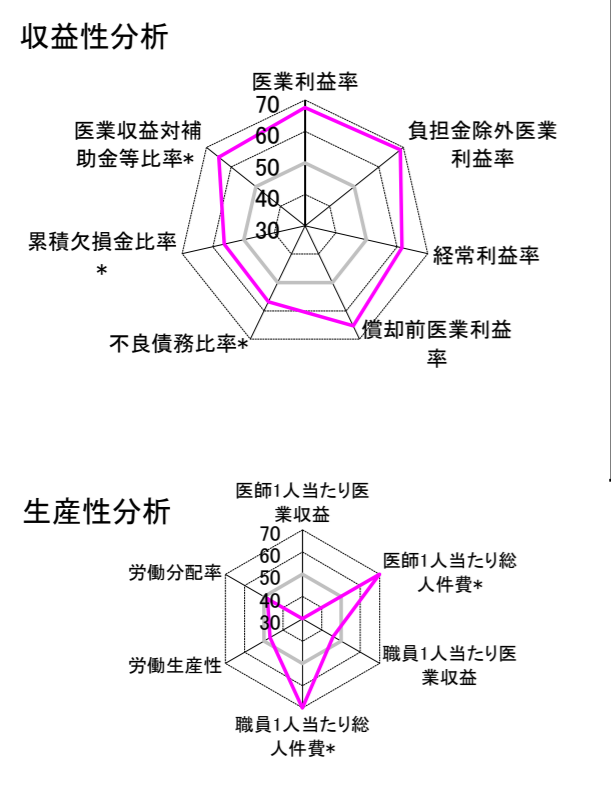 収益性分析
医業利益率
70
60
50
40
30
負担金除外医業
利益率
経常利益率
償却前医業利益
率
不良債務比率*
累積欠損金比率
*
医業収益対補
助金等比率*
生産性分析
医師1人当たり医
業収益
70
60
50
40
30
医師1人当たり総
人件費*
職員1人当たり医
業収益
職員1人当たり総
人件費*
労働生産性
労働分配率